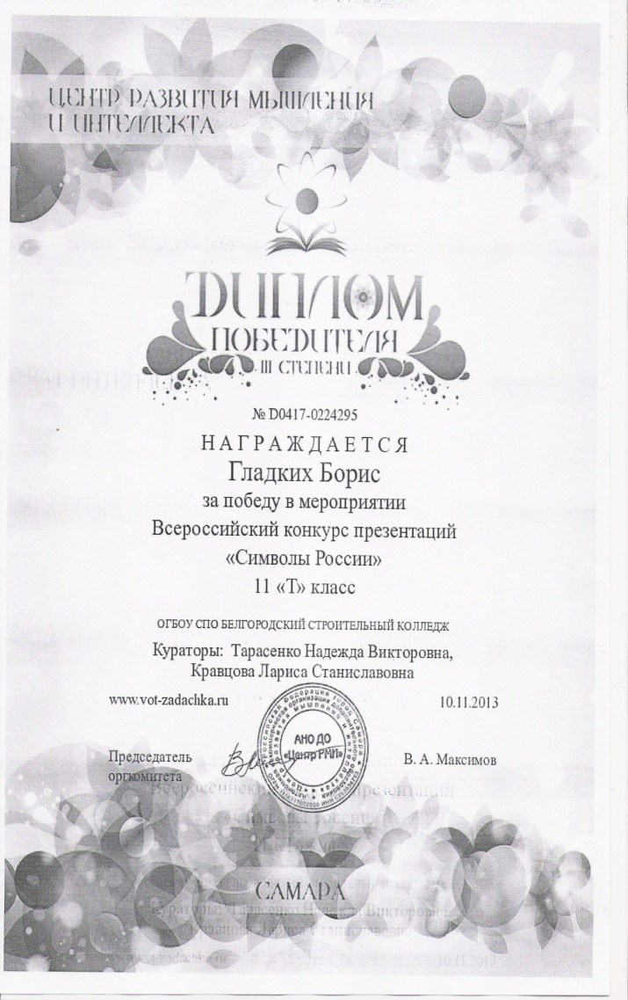 ЦЕНТР РАЗВИТИЯ МЫШЛЕНИЯ
И ИНТЕЛЛЕКТА
ДИПЛОМ
ПОБЕДИТЕЛЯ
III СТЕПЕНИ
№ D0417-0224295
НАГРАЖДАЕТСЯ
Гладких Борис
за победу в мероприятии
Всероссийский конкурс презентаций
«Символы России»
11 «Т» класс
ОГБОУ СПО БЕЛГОРОДСКИЙ СТРОИТЕЛЬНЫЙ КОЛЛЕДЖ
Кураторы: Тарасенко Надежда Викторовна,
Кравцова Лариса Станиславовна
www.vot-zadachka.ru 10.11.2013
АНО ДО
«Центр РМИ»
Председатель
оргкомитета
В. А. Максимов
САМАРА